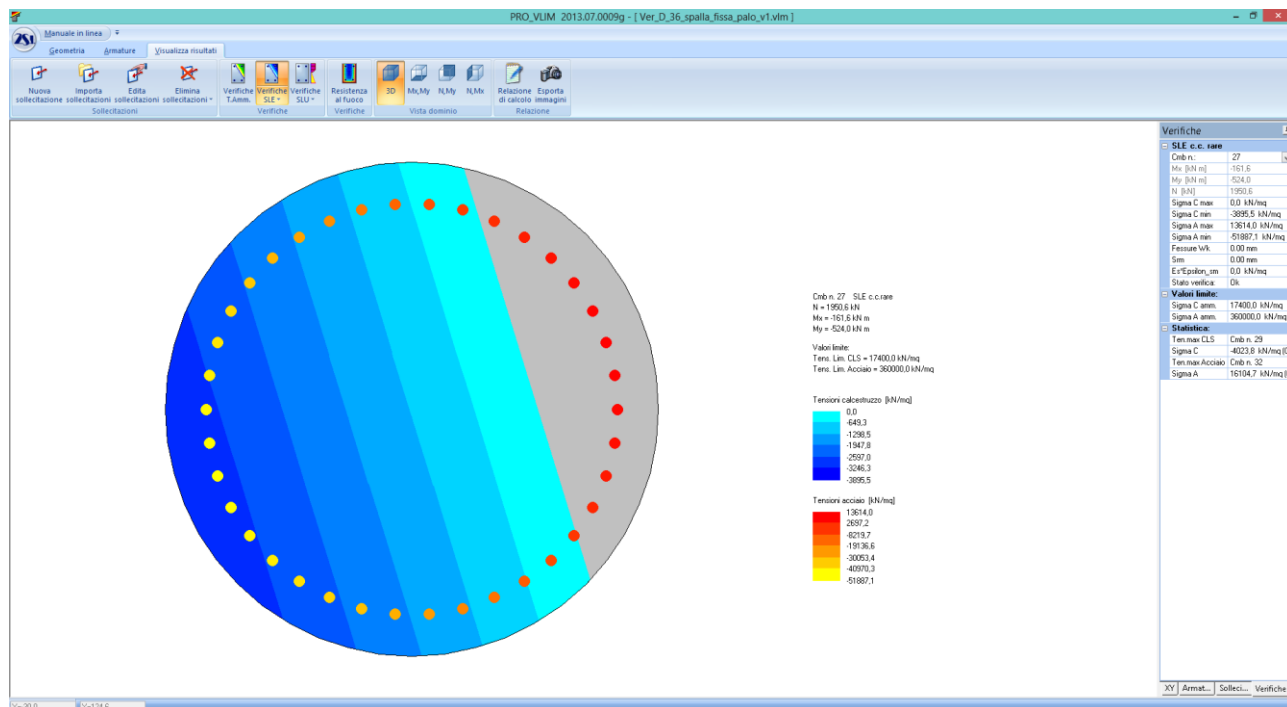 PRO_VLIM 2013.07.0009g - [ Ver_D_36_spalla_fissa_palo_v1.vlm ]
2SI
Manuale in linea
Geometria Armature Visualizza risultati
Nuova sollecitazione
Importa sollecitazioni
Edita sollecitazioni
Elimina sollecitazioni
Verifiche T.Amm.
Verifiche SLE
Verifiche SLU
Resistenza al fuoco
3D
Mx,My
N,My
N,Mx
Relazione di calcolo
Esporta immagini
Sollecitazioni Verifiche Verifiche Vista dominio Relazione
Cmb n. 27 SLE c.c.rare
N = 1950,6 kN
Mx = -161,6 kN m
My = -524,0 kN m
Valori limite:
Tens. Lim. CLS = 17400,0 kN/mq
Tens. Lim. Acciaio = 360000,0 kN/mq
Tensioni calcestruzzo [kN/mq]
0,0
-649,3
-1298,5
-1947,8
-2597,0
-3246,3
-3895,5
Tensioni acciaio [kN/mq]
13614,0
2697,2
-8219,7
-19136,6
-30053,4
-40970,3
-51887,1
Verifiche
SLE c.c. rare
Cmb n.: 27
Mx [kN m] -161,6
My [kN m] -524,0
N [kN] 1950,6
Sigma C max 0,0 kN/mq
Sigma C min -3895,5 kN/mq
Sigma A max 13614,0 kN/mq
Sigma A min -51887,1 kN/mq
Fessure Wk 0.00 mm
Srm 0.00 mm
Es*Epsilon_sm 0,0 kN/mq
Stato verifica: Ok
Valori limite:
Sigma C amm. 17400,0 kN/mq
Sigma A amm. 360000,0 kN/mq
Statistica:
Ten.max CLS Cmb n. 29
Sigma C -4023,8 kN/mq
Ten.max Acciaio Cmb n. 32
Sigma A 16104,7 kN/mq
XY Armat... Solleci... Verifiche